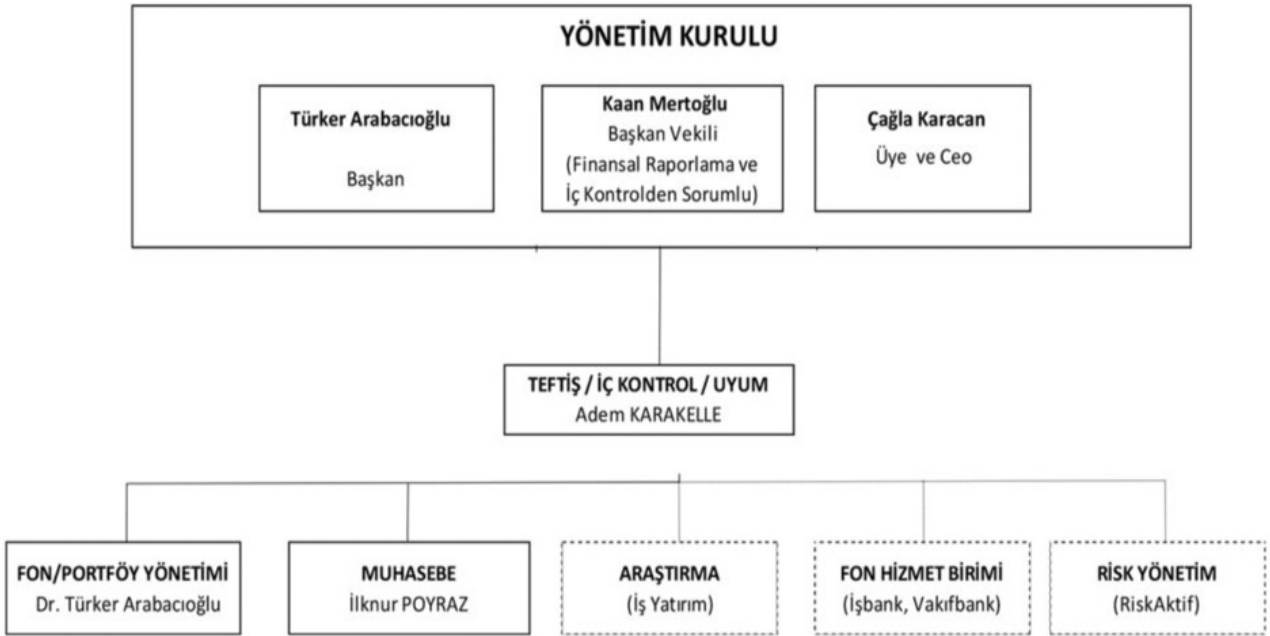 YÖNETİM KURULU
Türker Arabacıoğlu
Başkan
Kaan Mertoğlu
Başkan Vekili
(Finansal Raporlama ve
İç Kontrolden Sorumlu)
Çağla Karacan
Üye ve Ceo
TEFTİŞ / İÇ KONTROL / UYUM
Adem KARAKELLE
FON/PORTFÖY YÖNETİMİ
Dr. Türker Arabacıoğlu
MUHASEBE
İlknur POYRAZ
ARAŞTIRMA
(İş Yatırım)
FON HİZMET BİRİMİ
(İşbank, Vakıfbank)
RİSK YÖNETİM
(RiskAktif)